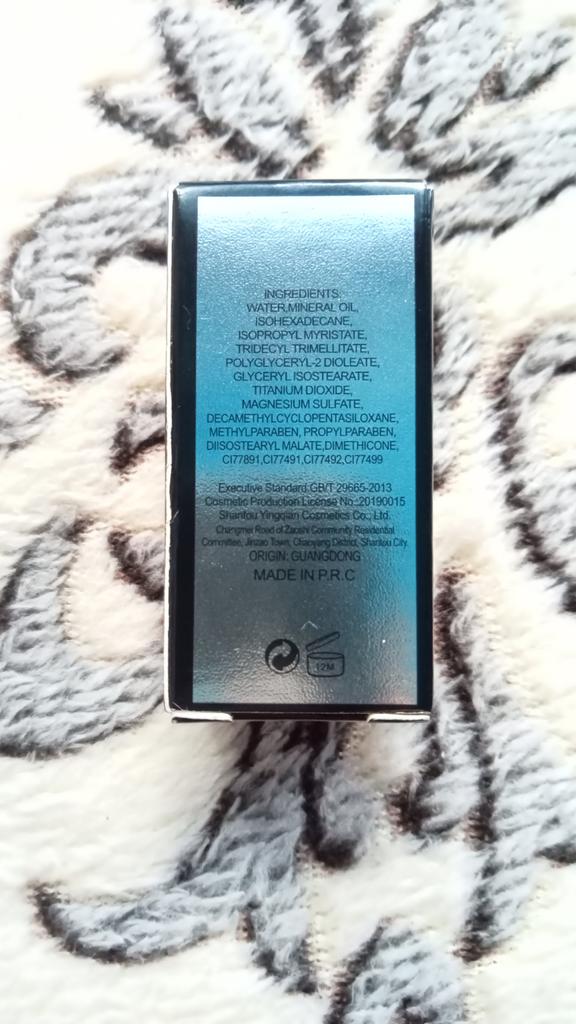 INGREDIENTS:
WATER,MINERAL OIL,
ISOHEXADECANE,
ISOPROPYL MYRISTATE,
TRIDECYL TRIMELLITATE,
POLYGLYCERYL-2 DIOLEATE,
GLYCERYL ISOSTEARATE,
TITANIUM DIOXIDE,
MAGNESIUM SULFATE,
DECAMETHYLCYCLOPENTASILOXANE,
METHYLPARABEN, PROPYLPARABEN,
DIISOSTEARYL MALATE,DIMETHICONE,
CI77891,CI77491,CI77492,CI77499
Executive Standard:GB/T 29665-2013
Cosmetic Production License No.:20190015
Shantou Yingqian Cosmetics Co., Ltd.
Changmei Road of Zaoshi Community Residential
Committee, Jinzao Town, Chaoyang District, Shantou City.
ORIGIN: GUANGDONG
MADE IN P.R.C
12M